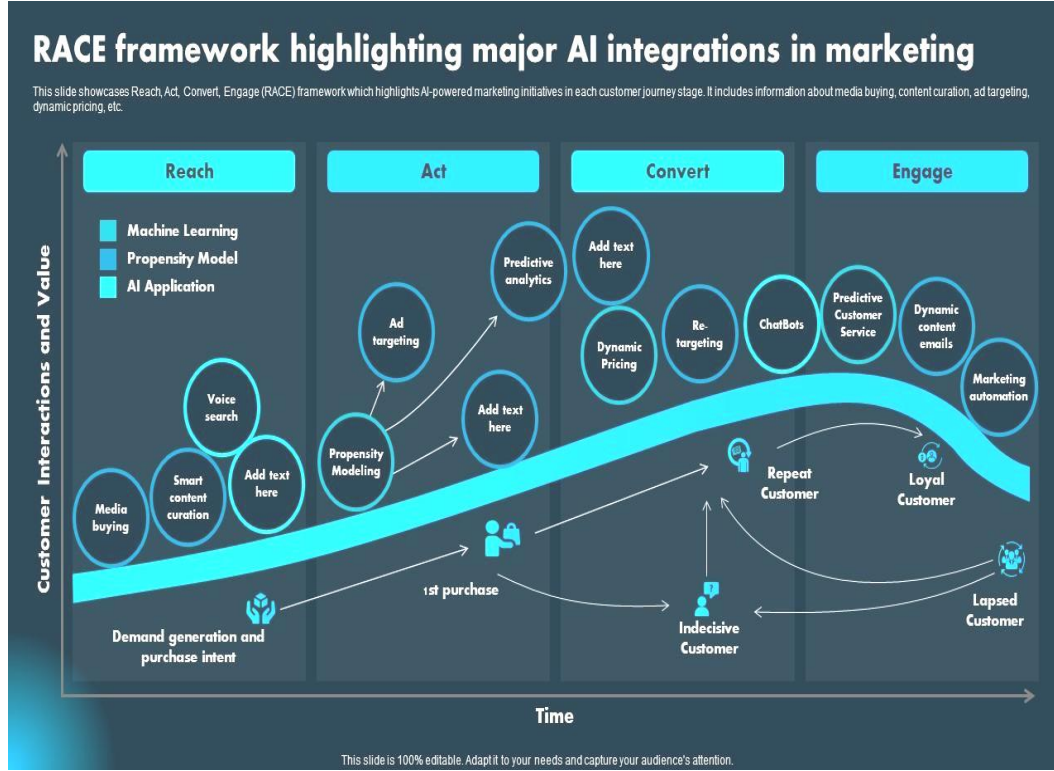 RACE framework highlighting major AI integrations in marketing
This slide showcases Reach, Act, Convert, Engage (RACE) framework which highlights AI-powered marketing initiatives in each customer journey stage. It includes information about media buying, content curation, ad targeting,
dynamic pricing, etc.
Customer Interactions and Value
Reach
Act
Convert
Engage
Machine Learning
Propensity Model
AI Application
Media
buying
Smart
content
curation
Voice
search
Add text
here
Propensity
Modeling
Ad
targeting
Predictive
analytics
Add text
here
Add text
here
Dynamic
Pricing
Re-
targeting
ChatBots
Predictive
Customer
Service
Dynamic
content
emails
Marketing
automation
Demand generation and
purchase intent
1st purchase
Indecisive
Customer
Repeat
Customer
Loyal
Customer
Lapsed
Customer
Time
This slide is 100% editable. Adapt it to your needs and capture your audience's attention.